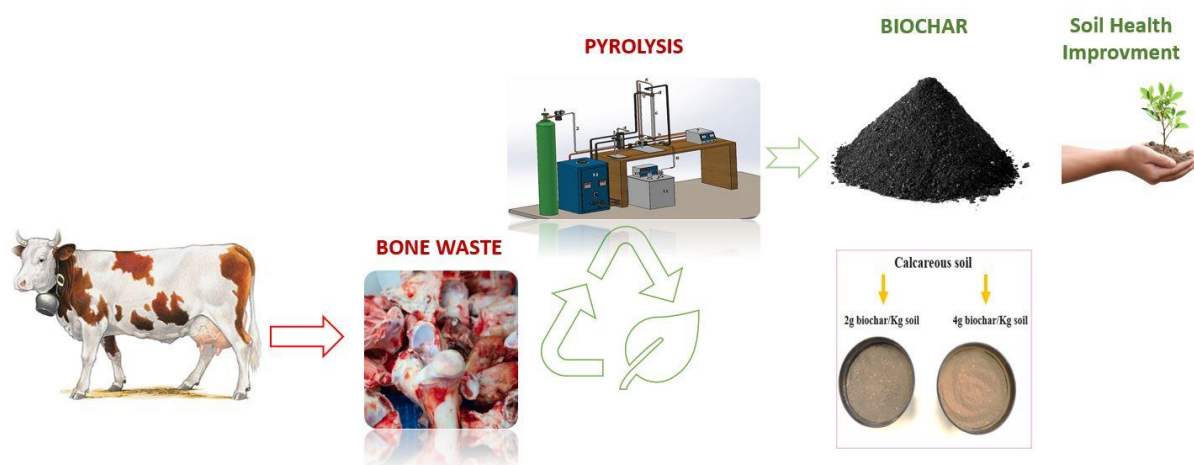 BONE WASTE
PYROLYSIS
BIOCHAR
Soil Health
Improvment
Calcareous soil
2g biochar/Kg soil
4g biochar/Kg soil